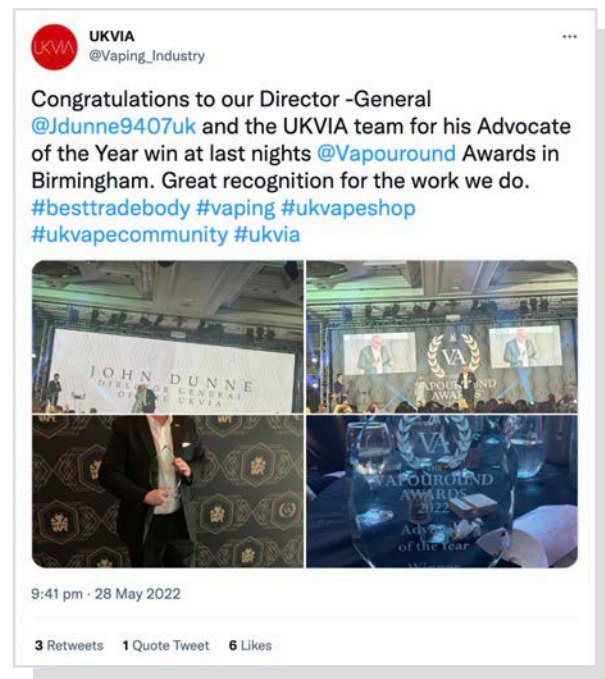 UKVIA
UKVIA
@Vaping_Industry
Congratulations to our Director -General
@Jdunne9407uk and the UKVIA team for his Advocate
of the Year win at last nights @Vapouround Awards in
Birmingham. Great recognition for the work we do.
#besttradebody #vaping #ukvapeshop
#ukvapecommunity #ukvia
JOHN DUNNE
DIRECTOR GENERAL
OF THE UKVIA
VA
VAPOUROUND
AWARDS
VA
VAPOUROUND
AWARDS
2022
Advocate
of the Year
Winner
9:41 pm · 28 May 2022
3 Retweets 1 Quote Tweet 6 Likes